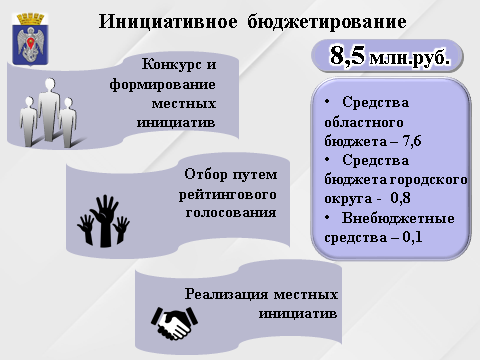 Инициативное бюджетирование
8,5 млн.руб.
Конкурс и
формирование
местных
инициатив
• Средства
областного
бюджета – 7,6
• Средства
бюджета городского
округа - 0,8
• Внебюджетные
средства – 0,1
Отбор путем
рейтингового
голосования
Реализация местных
инициатив